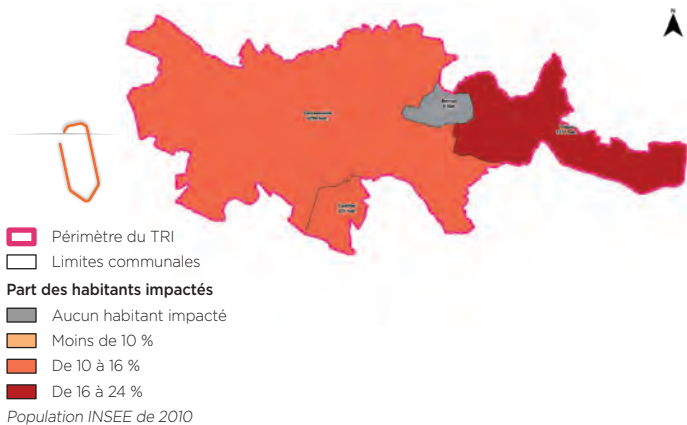 N
Périmètre du TRI
Limites communales
Part des habitants impactés
Aucun habitant impacté
Moins de 10 %
De 10 à 16 %
De 16 à 24 %
Population INSEE de 2010